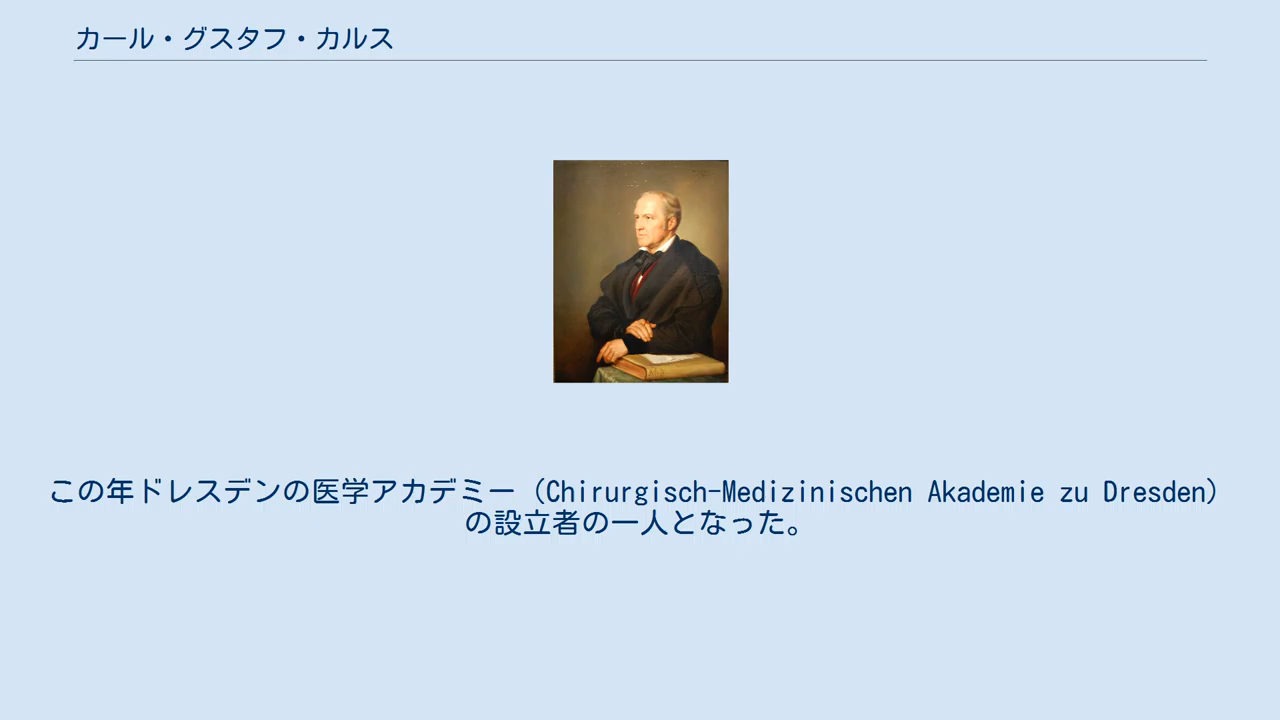 カール・グスタフ・カルス
この年ドレスデンの医学アカデミー（Chirurgisch-Medizinischen Akademie zu Dresden）
の設立者の一人となった。